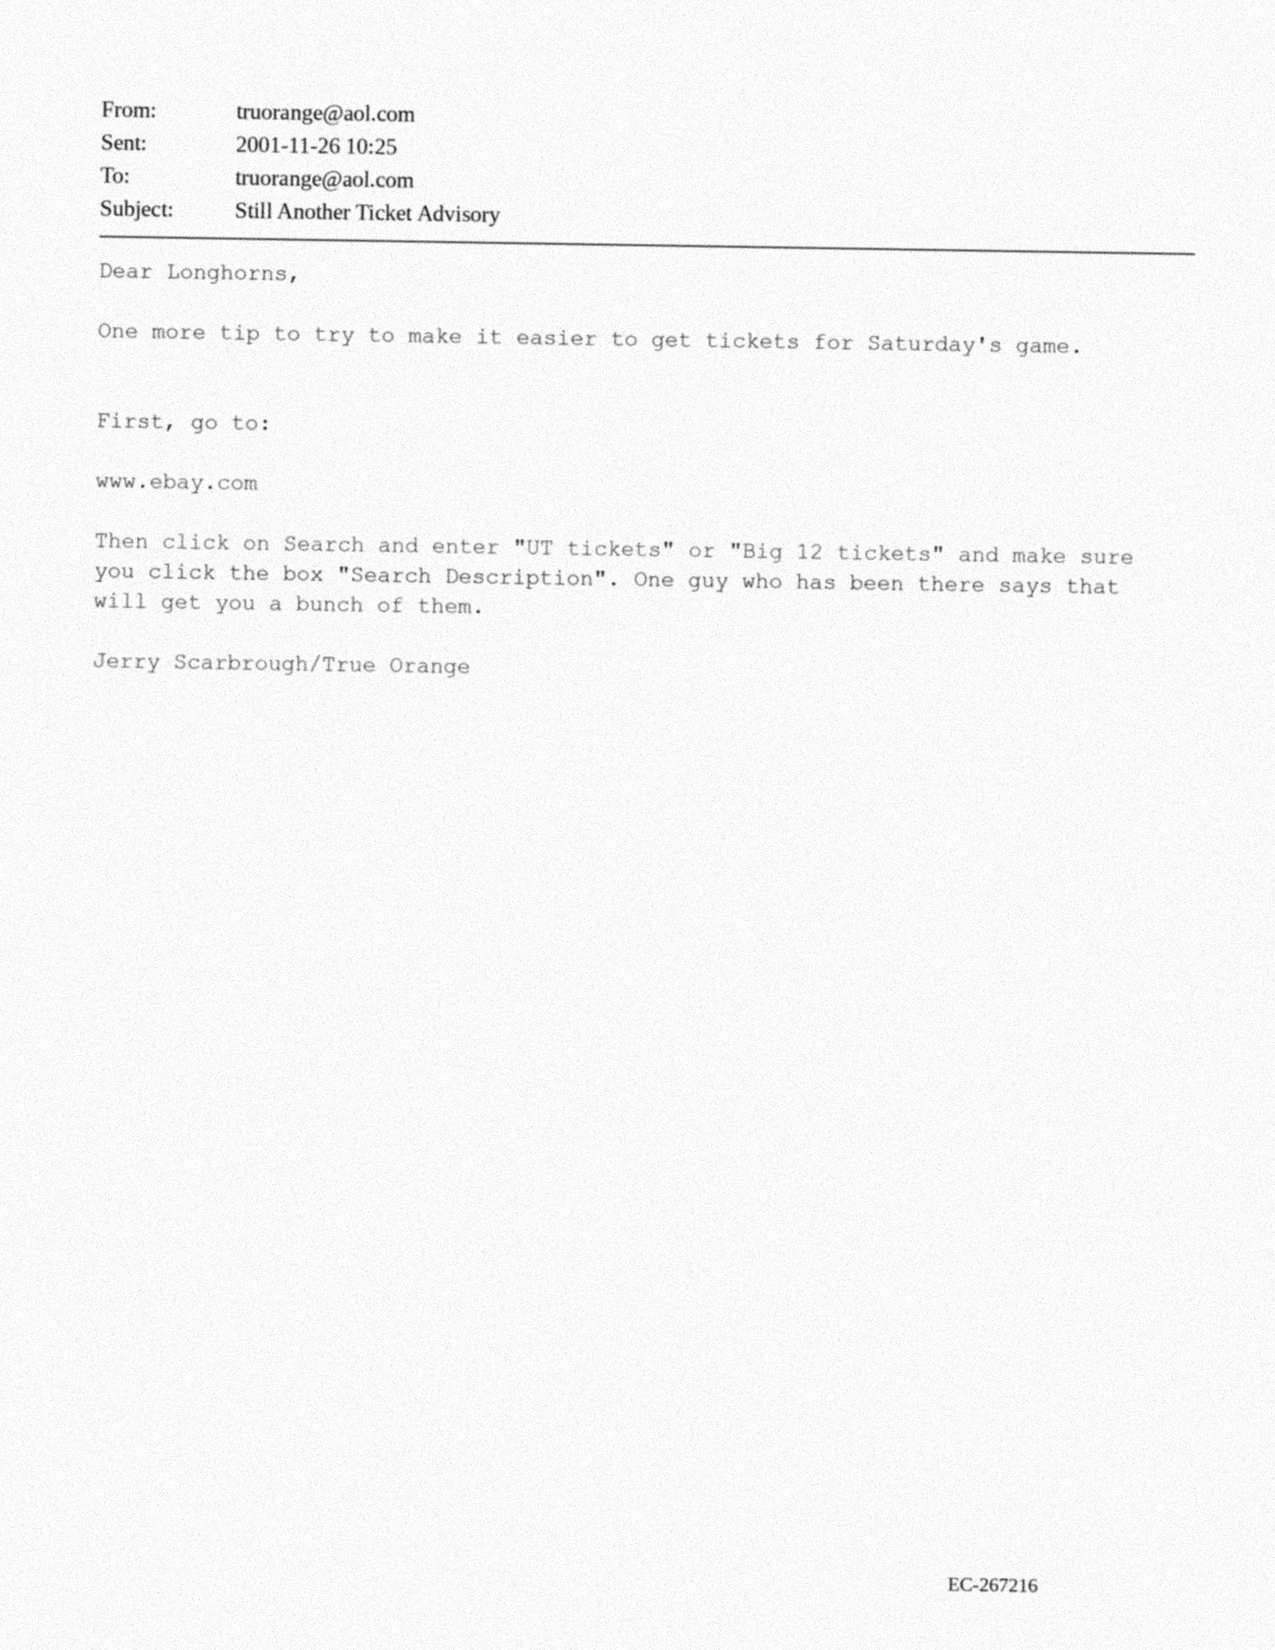 From: truorange@aol.com
Sent: 2001-11-26 10:25
To: truorange@aol.com
Subject: Still Another Ticket Advisory
Dear Longhorns,
One more tip to try to make it easier to get tickets for Saturday's game.
First, go to:
www.ebay.com
Then click on Search and enter "UT tickets" or "Big 12 tickets" and make sure
you click the box "Search Description". One guy who has been there says that
will get you a bunch of them.
Jerry Scarbrough/True Orange
EC-267216